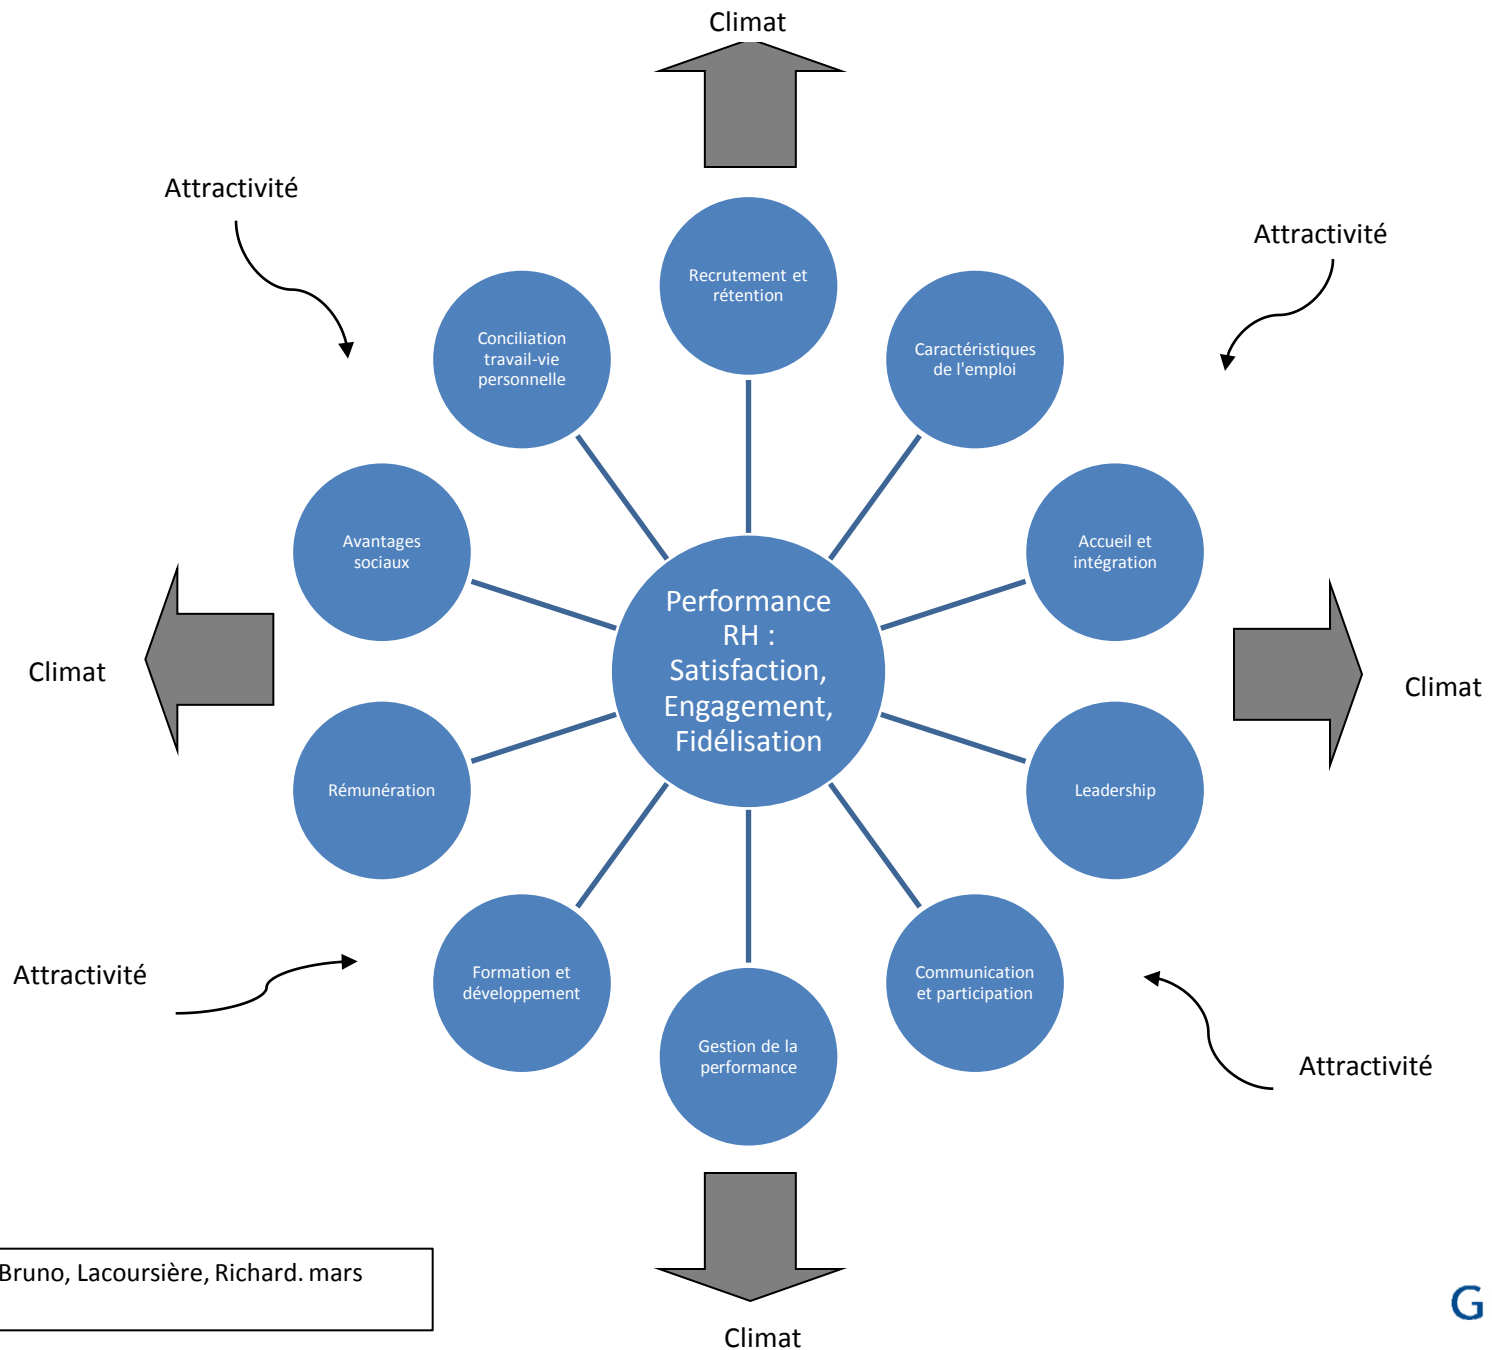 Climat
Attractivité
Attractivité
Recrutement et
rétention
Conciliation
travail-vie
personnelle
Caractéristiques
de l'emploi
Avantages
sociaux
Accueil et
intégration
Performance
RH :
Satisfaction,
Engagement,
Fidélisation
Climat
Climat
Rémunération
Leadership
Attractivité
Formation et
développement
Communication
et participation
Gestion de la
performance
Attractivité
Bruno, Lacoursière, Richard. mars
G
Climat